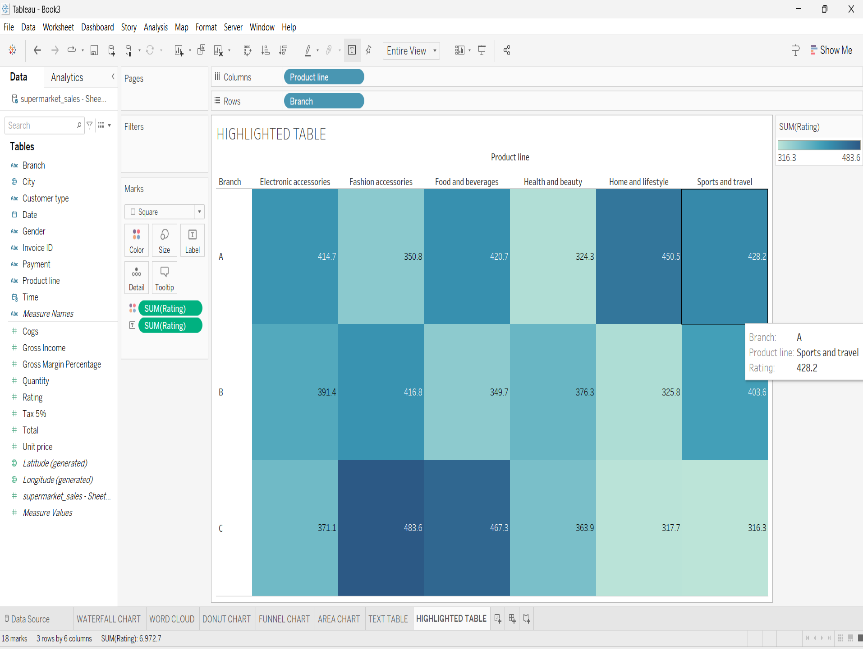 Tableau - Book3
File Data Worksheet Dashboard Story Analysis Map Format Server Window Help
Entire View
Show Me
Data Analytics
supermarket_sales - Shee...
Search
Tables
Abc Branch
City
Abc Customer type
Date
Abc Gender
Abc Invoice ID
Abc Payment
Abc Product line
Time
Abc Measure Names
# Cogs
# Gross Income
# Gross Margin Percentage
# Quantity
# Rating
# Tax 5%
# Total
# Unit price
Latitude (generated)
Longitude (generated)
# supermarket_sales - Sheet...
# Measure Values
Pages
Filters
Marks
Square
Color Size Label
Detail Tooltip
SUM(Rating)
SUM(Rating)
Columns Product line
Rows Branch
HIGHLIGHTED TABLE
Product line
Branch Electronic accessories Fashion accessories Food and beverages Health and beauty Home and lifestyle Sports and travel
A 414.7 350.8 420.7 324.3 450.5 428.2
B 391.4 416.8 349.7 376.3 325.8 403.6
C 371.1 483.6 467.3 363.9 317.7 316.3
Branch: A
Product line: Sports and travel
Rating: 428.2
SUM(Rating)
316.3 483.6
Data Source WATERFALL CHART WORD CLOUD DONUT CHART FUNNEL CHART AREA CHART TEXT TABLE HIGHLIGHTED TABLE
18 marks 3 rows by 6 columns SUM(Rating): 6,972.7